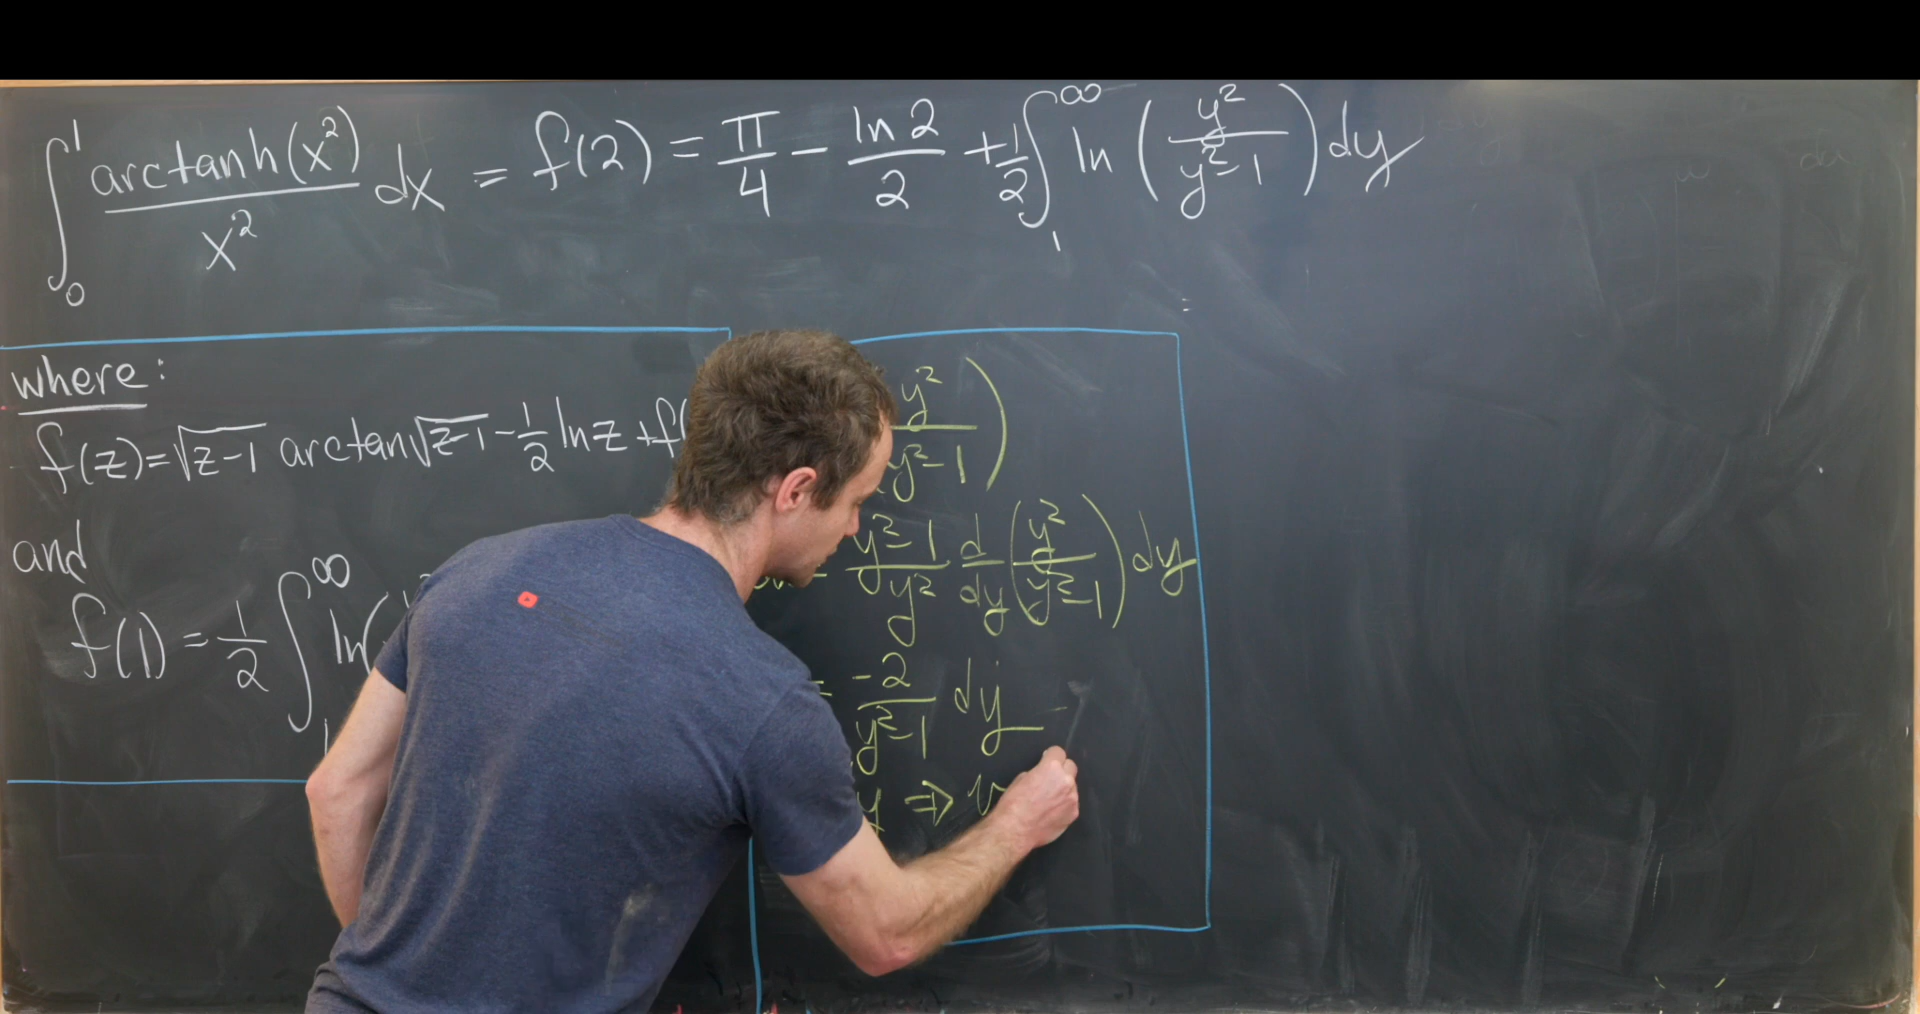 ∫₀¹ arctanh(x²)/x² dx = f(2) = π/4 - ln2/2 + 1/2 ∫₁^∞ ln(y²/(y²-1)) dy
where:
f(z)=√(z-1) arctan√(z-1) - 1/2 lnz + f(
and
f(1) = 1/2 ∫₁^∞ ln(
y²/(y²-1))
= (y²-1)/y² d/dy (y²/(y²-1)) dy
= -2/(y²-1) dy
y ⇒